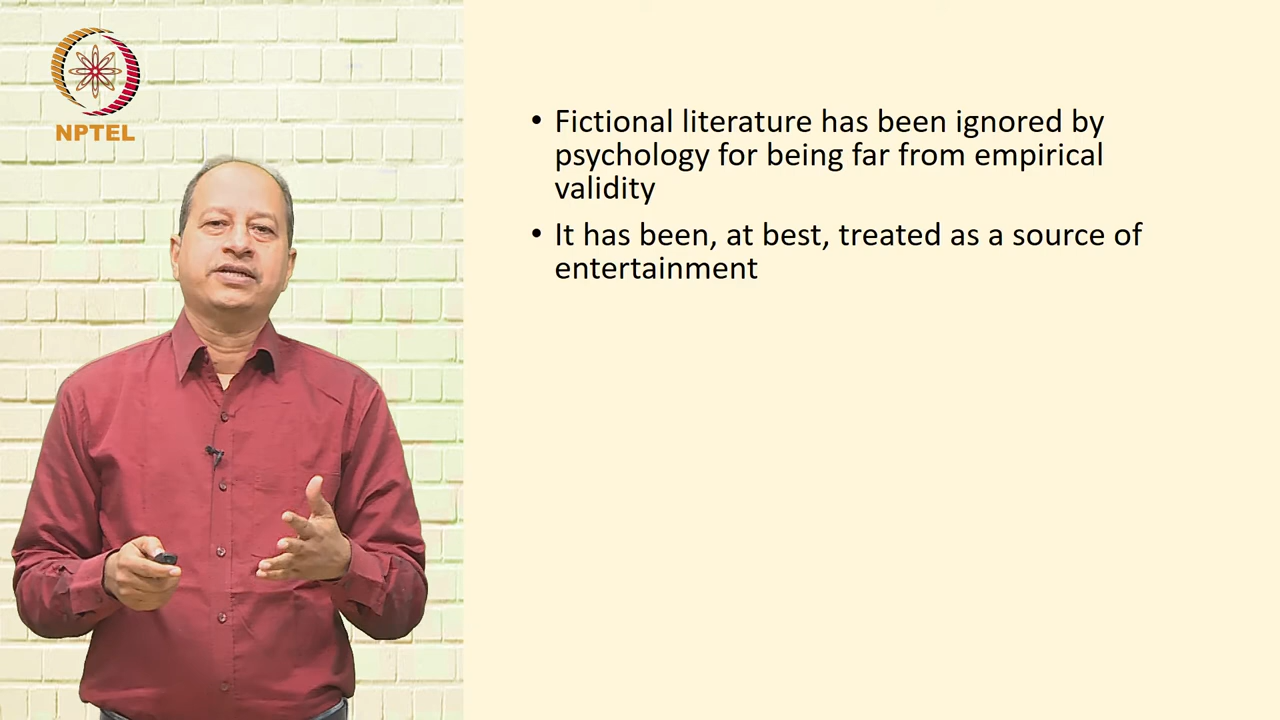 NPTEL
• Fictional literature has been ignored by
psychology for being far from empirical
validity
• It has been, at best, treated as a source of
entertainment